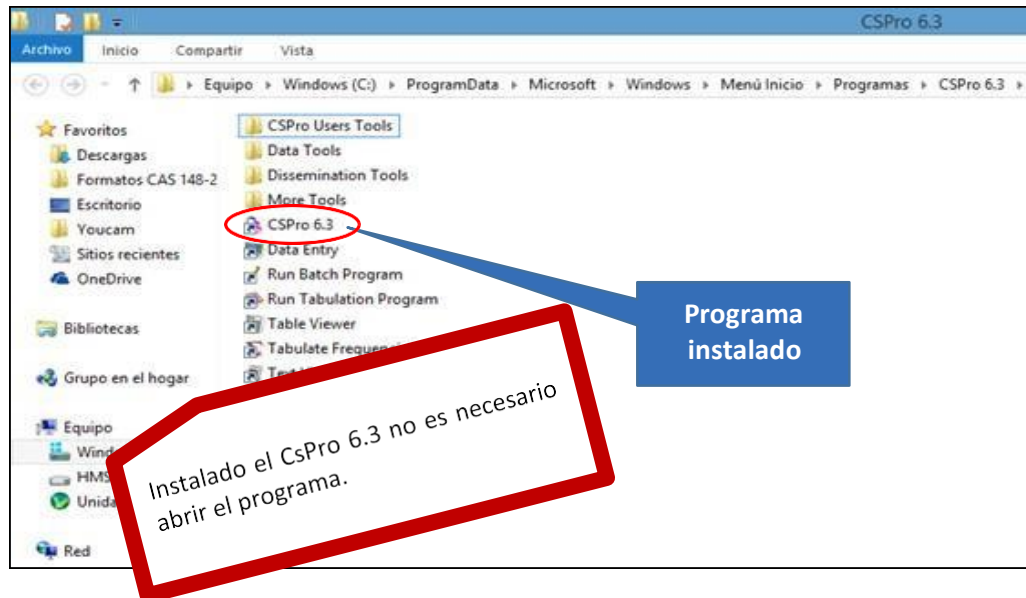 CSPro 6.3
Archivo Inicio Compartir Vista
Equipo Windows (C:) ProgramData Microsoft Windows Menú Inicio Programas CSPro 6.3
Favoritos
Descargas
Formatos CAS 148-2
Escritorio
Youcam
Sitios recientes
OneDrive
Bibliotecas
Grupo en el hogar
Equipo
HMS
Red
CSPro Users Tools
Data Tools
Dissemination Tools
More Tools
CSPro 6.3
Data Entry
Run Batch Program
Run Tabulation Program
Table Viewer
Tabulate
Programa
instalado
Instalado el CsPro 6.3 no es necesario
abrir el programa.